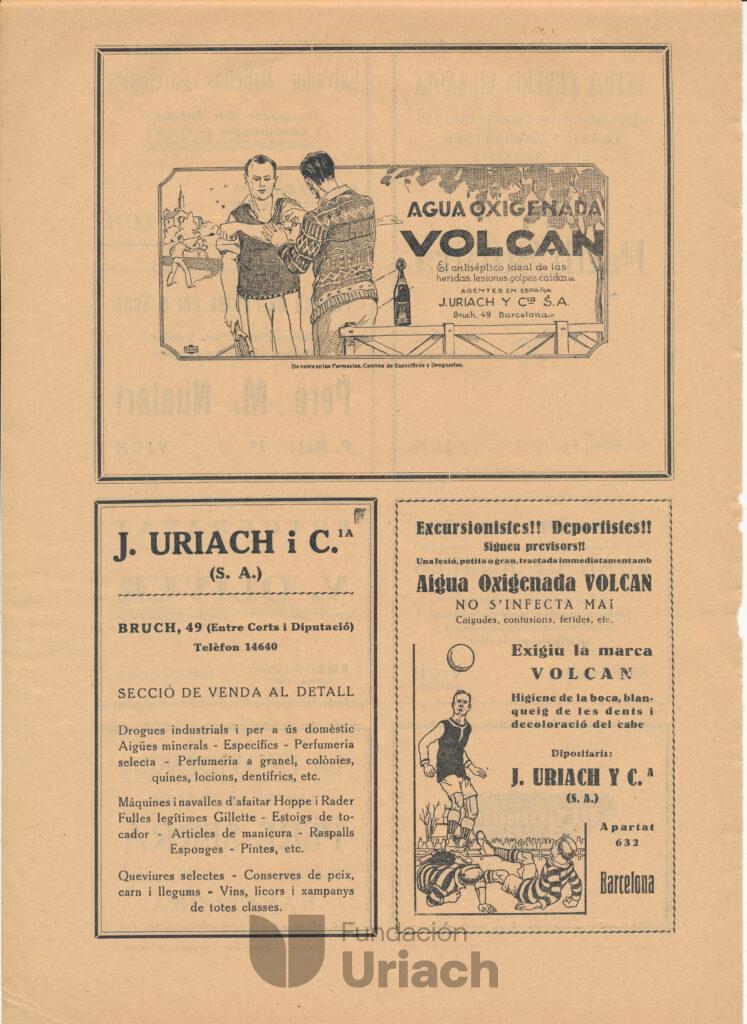 AGUA OXIGENADA
VOLCAN
El antiséptico ideal de las
heridas, lesiones, golpes, caídas
AGENTES EN ESPAÑA
J. URIACH Y Cía S.A.
Bruch, 49 Barcelona
De venta en las Farmacias, Centros de Específicos y Droguerías.
J. URIACH i C.IA
(S. A.)
BRUCH, 49 (Entre Corts i Diputació)
Telèfon 14640
SECCIÓ DE VENDA AL DETALL
Drogues industrials i per a ús domèstic
Aigües minerals - Específics - Perfumeria
selecta - Perfumeria a granel, colònies,
quines, locions, dentífrics, etc.
Màquines i navalles d'afaitar Hoppe i Rader
Fulles legítimes Gillette - Estoigs de to-
cador - Articles de manicura - Raspalls
Esponges - Pintes, etc.
Queviures selectes - Conserves de peix,
carn i llegums - Vins, licors i xampanys
de totes classes.
Excursionistes!! Deportistes!!
Sigueu previsors!!
Una lesió, petita o gran, tractada immediatament amb
Aigua Oxigenada VOLCAN
NO S'INFECTA MAI
Caigudes, contusions, ferides, etc.
Exigiu la marca
VOLCAN
Higiene de la boca, blan-
queig de les dents i
decoloració del cabe
Dipositaris:
J. URIACH Y C.A
(S. A.)
Apartat
632
Barcelona
Fundación
Uriach